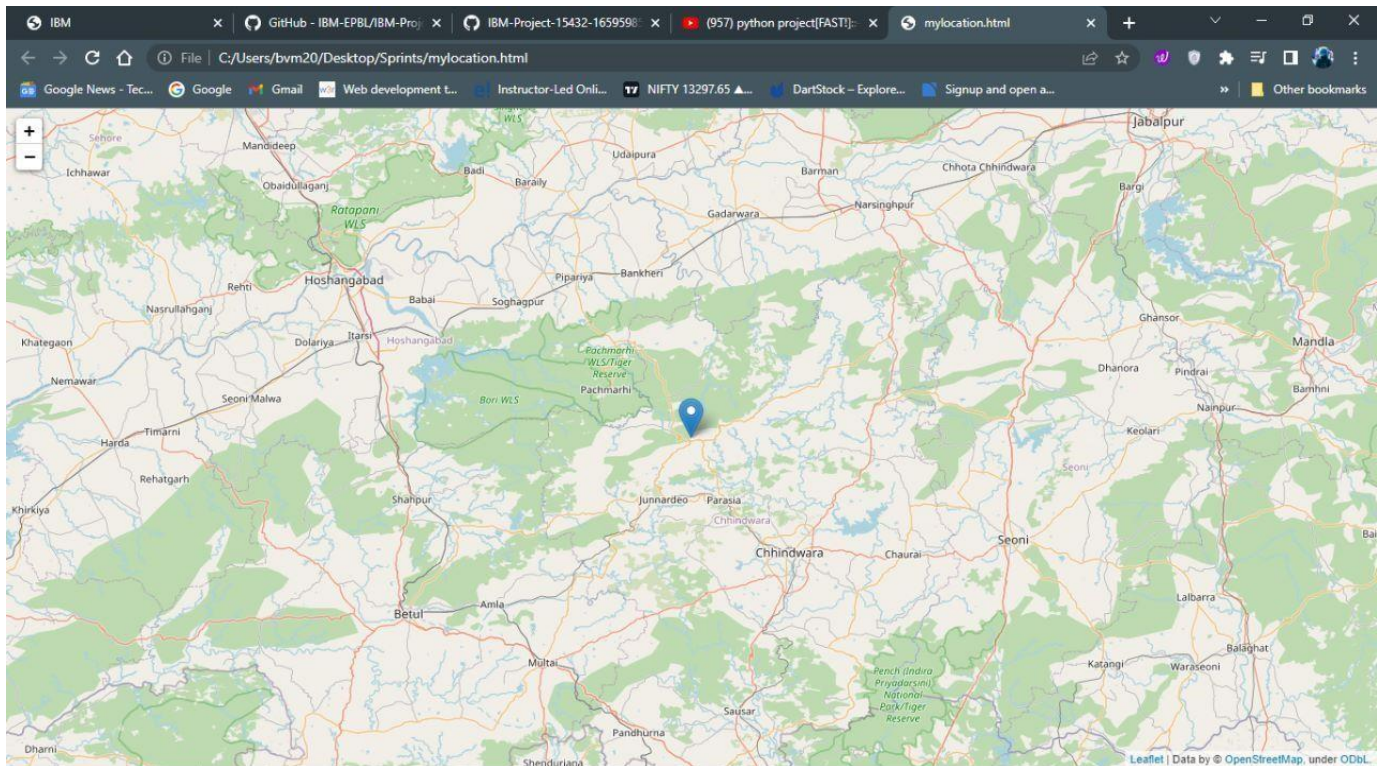 IBM
GitHub - IBM-EPBL/IBM-Proj
IBM-Project-15432-16595985
(957) python project[FAST!]:
mylocation.html
File | C:/Users/bvm20/Desktop/Sprints/mylocation.html
Google News - Tec...
Google
Gmail
Web development t...
Instructor-Led Onli...
NIFTY 13297.65 ▲...
DartStock – Explore...
Signup and open a...
»
Other bookmarks
+
−
WLS
Jabalpur
Sehore
Mandideep
Udaipura
Ichhawar
Badi
Baraily
Barman
Chhota Chhindwara
Obaidullaganj
Bargi
Ratapani
WLS
Gadarwara
Narsinghpur
Hoshangabad
Rehti
Pipariya
Bankheri
Babai
Soghagpur
Nasrullahganj
Ghansor
Khategaon
Dolariya
Itarsi
Hoshangabad
Mandla
Pachmarhi
WLS/Tiger
Reserve
Dhanora
Pindrai
Nemawar
Pachmarhi
Bamhni
Seoni Malwa
Bori WLS
Nainpur
Timarni
Harda
Keolari
Seoni
Rehatgarh
Shahpur
Junnardeo
Parasia
Khirkiya
Chhindwara
Seoni
Bai
Chhindwara
Chaurai
Amla
Betul
Lalbarra
Balaghat
Multai
Katangi
Waraseoni
Pench (Indira
Priyadarsini)
National
Park/Tiger
Reserve
Sausar
Pandhurna
Dharni
Shendurjana
Leaflet | Data by © OpenStreetMap, under ODbL.